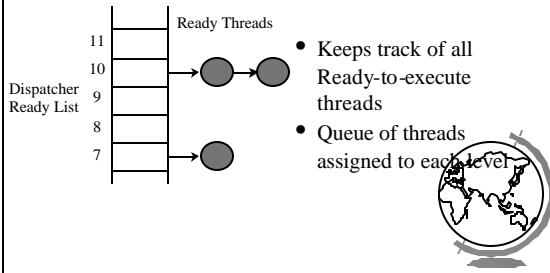 Ready Threads
11
10
9
8
7
Dispatcher
Ready List
• Keeps track of all
Ready-to-execute
threads
• Queue of threads
assigned to each level